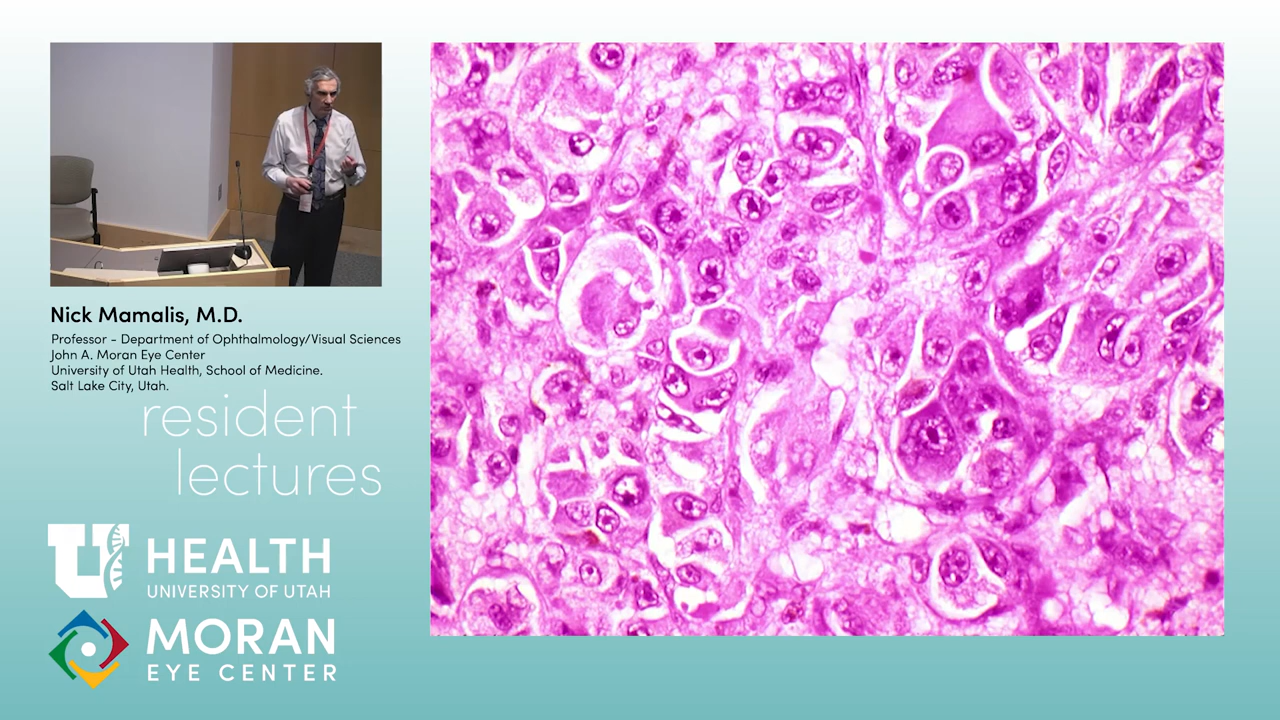 Nick Mamalis, M.D.
Professor - Department of Ophthalmology/Visual Sciences
John A. Moran Eye Center
University of Utah Health, School of Medicine.
Salt Lake City, Utah.
resident
lectures
U HEALTH
UNIVERSITY OF UTAH
MORAN
EYE CENTER